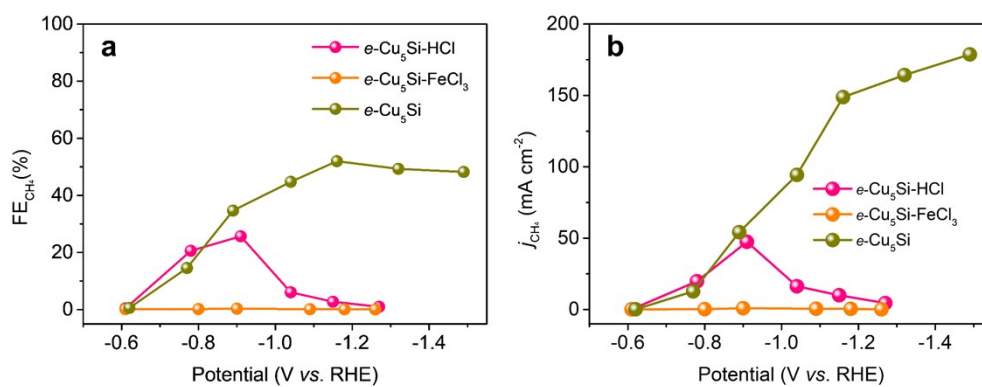 a
FE_CH₄(%)
100
80
60
40
20
0
-0.6
-0.8
-1.0
-1.2
-1.4
Potential (V vs. RHE)
e-Cu₅Si-HCl
e-Cu₅Si-FeCl₃
e-Cu₅Si
b
j_CH₄ (mA cm⁻²)
200
150
100
50
0
-0.6
-0.8
-1.0
-1.2
-1.4
Potential (V vs. RHE)
e-Cu₅Si-HCl
e-Cu₅Si-FeCl₃
e-Cu₅Si